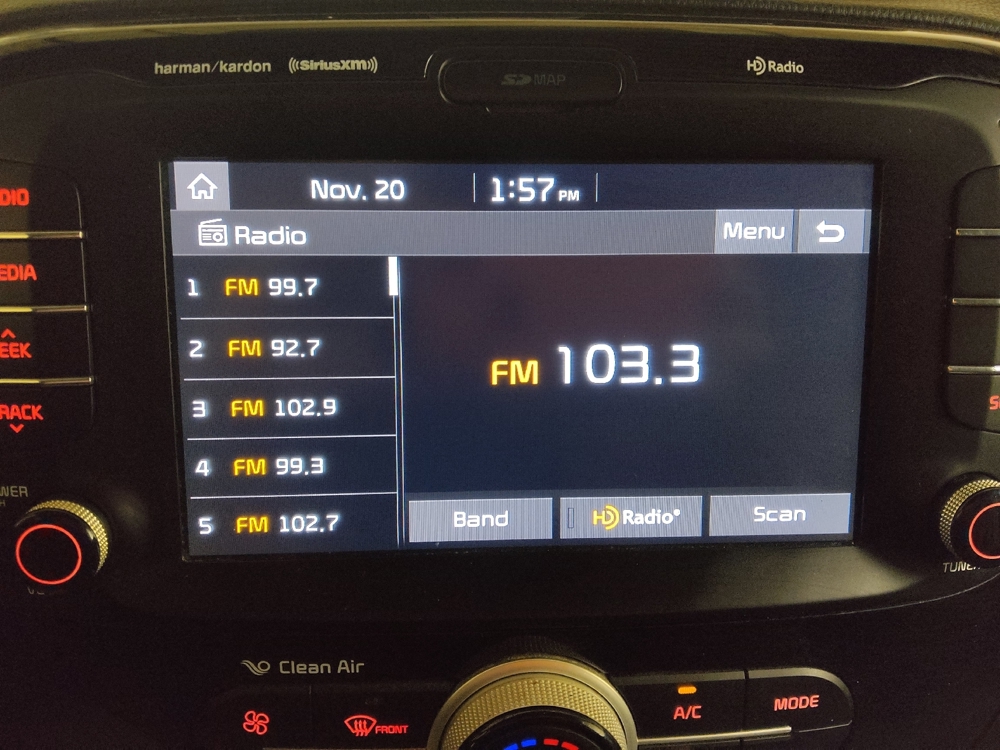 harman/kardon SiriusXM SD MAP HD Radio
Nov. 20 1:57 PM
Radio Menu
1 FM 99.7
2 FM 92.7
3 FM 102.9
4 FM 99.3
5 FM 102.7
FM 103.3
Band HD Radio® Scan
DIO
EDIA
EEK
RACK
WER
TUNE
Clean Air
FRONT
A/C
MODE